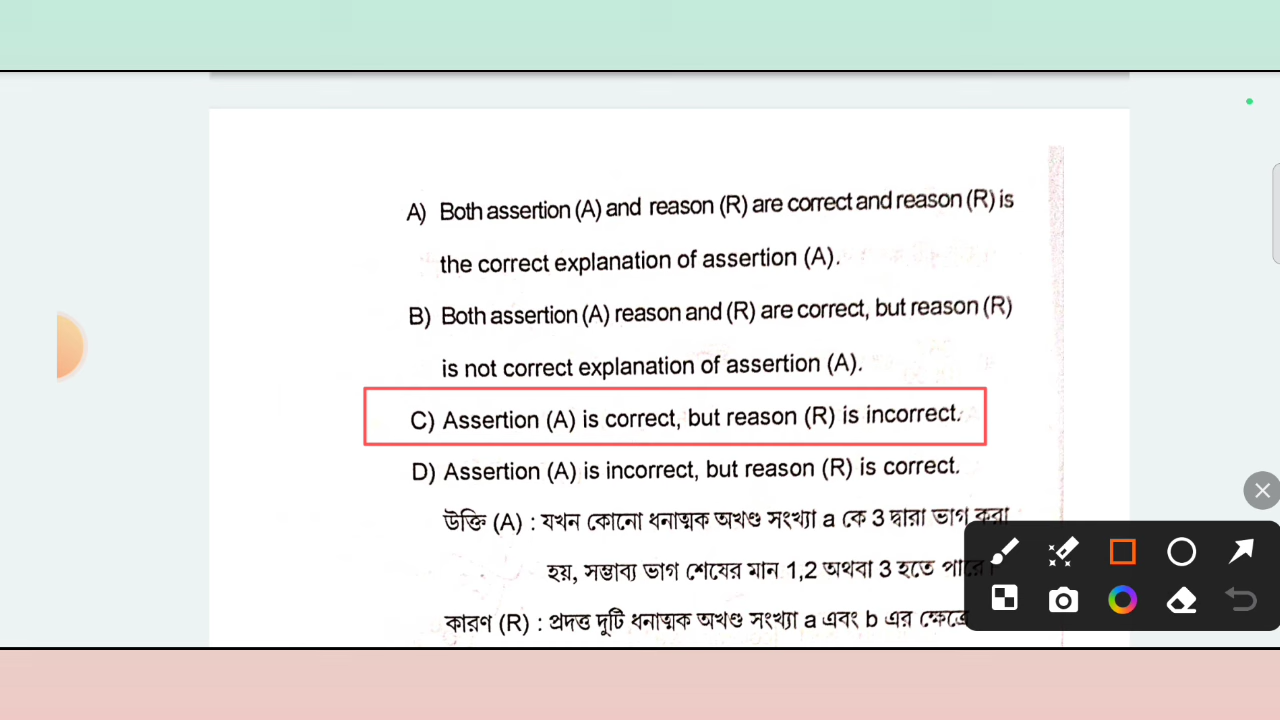 A) Both assertion (A) and reason (R) are correct and reason (R) is
the correct explanation of assertion (A).
B) Both assertion (A) reason and (R) are correct, but reason (R)
is not correct explanation of assertion (A).
C) Assertion (A) is correct, but reason (R) is incorrect.
D) Assertion (A) is incorrect, but reason (R) is correct.
উক্তি (A) : যখন কোনো ধনাত্মক অখণ্ড সংখ্যা a কে 3 দ্বারা ভাগ করা
হয়, সম্ভাব্য ভাগ শেষের মান 1,2 অথবা 3 হতে পারে।
কারণ (R) : প্রদত্ত দুটি ধনাত্মক অখণ্ড সংখ্যা a এবং b এর ক্ষেত্রে